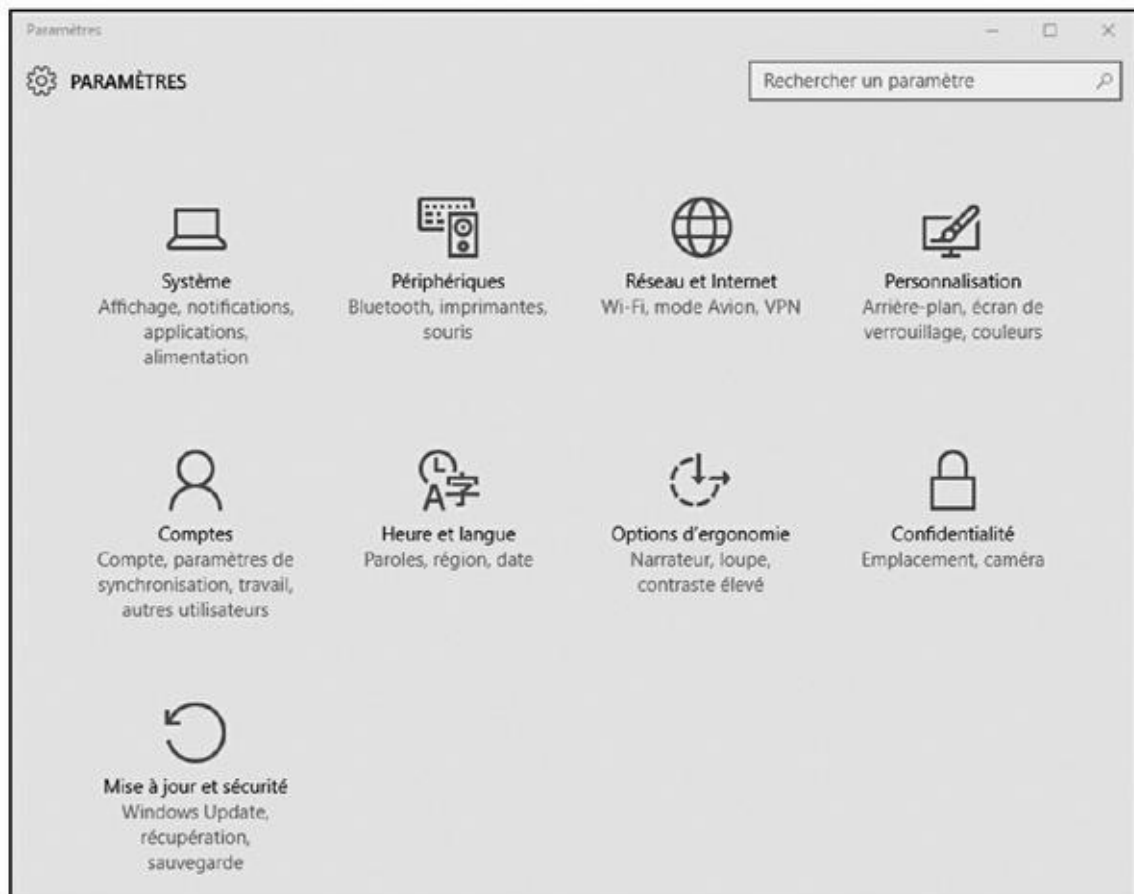 Paramètres
PARAMÈTRES
Rechercher un paramètre
Système
Affichage, notifications,
applications,
alimentation
Périphériques
Bluetooth, imprimantes,
souris
Réseau et Internet
Wi-Fi, mode Avion, VPN
Personnalisation
Arrière-plan, écran de
verrouillage, couleurs
Comptes
Compte, paramètres de
synchronisation, travail,
autres utilisateurs
Heure et langue
Paroles, région, date
Options d'ergonomie
Narrateur, loupe,
contraste élevé
Confidentialité
Emplacement, caméra
Mise à jour et sécurité
Windows Update,
récupération,
sauvegarde